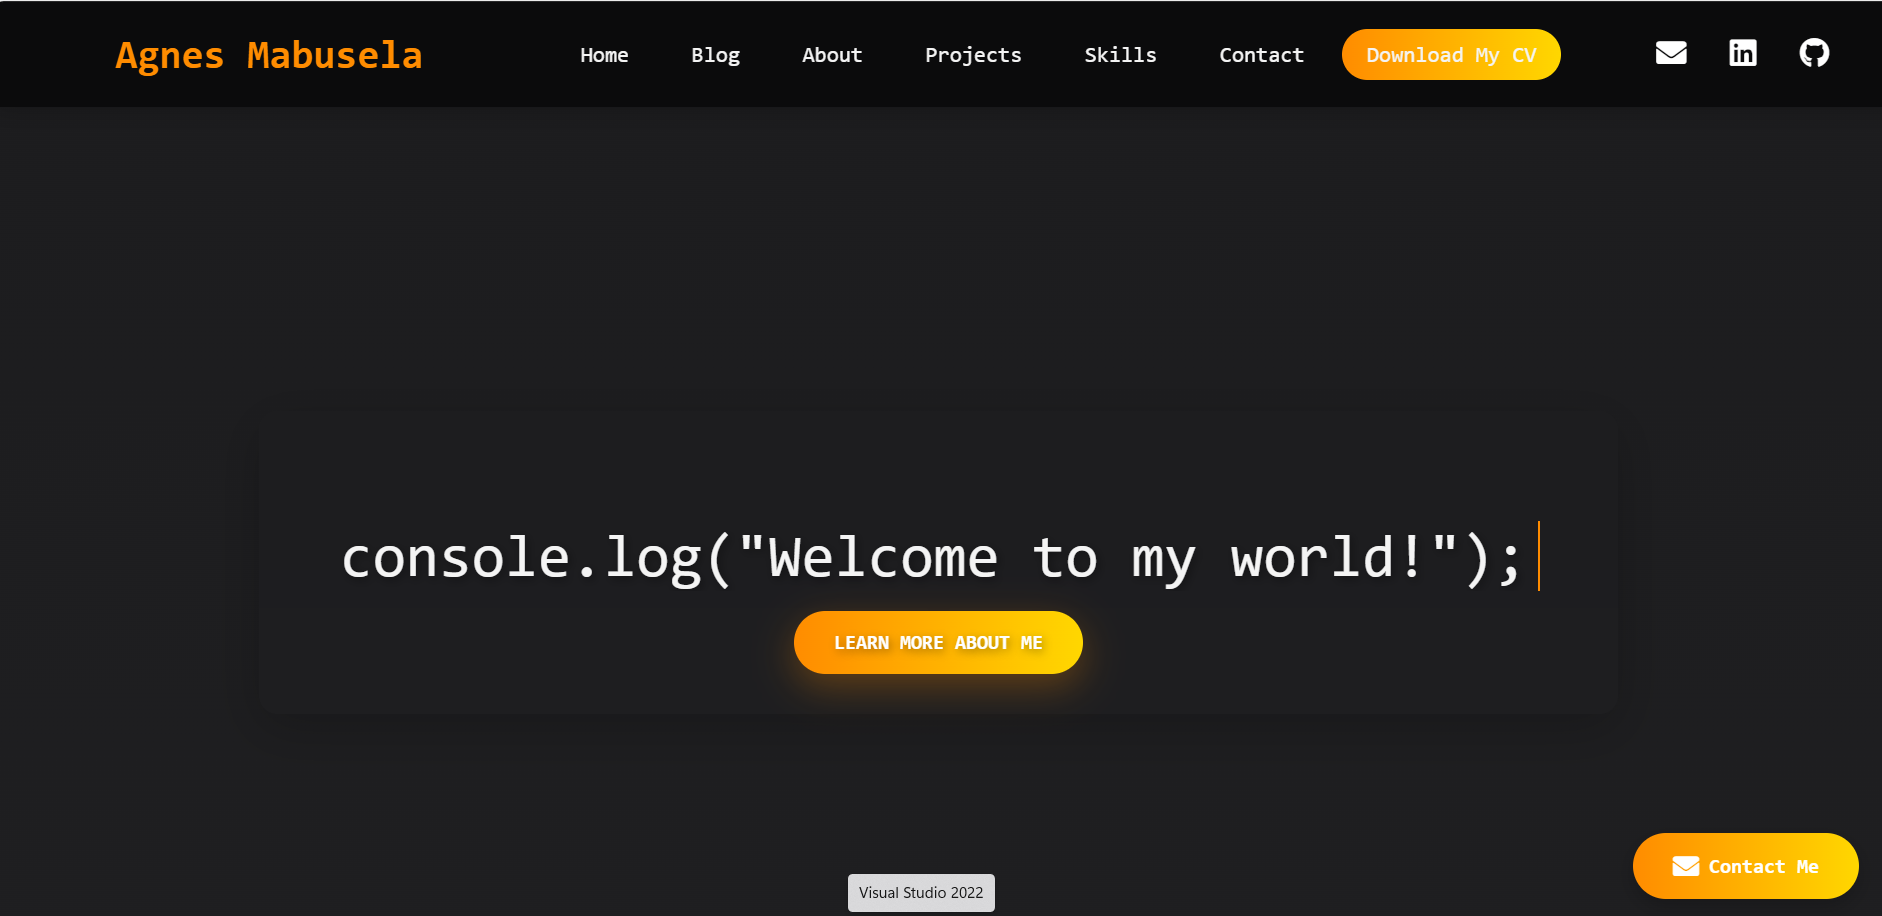 Agnes Mabusela
Home Blog About Projects Skills Contact Download My CV
console.log("Welcome to my world!");
LEARN MORE ABOUT ME
Contact Me
Visual Studio 2022